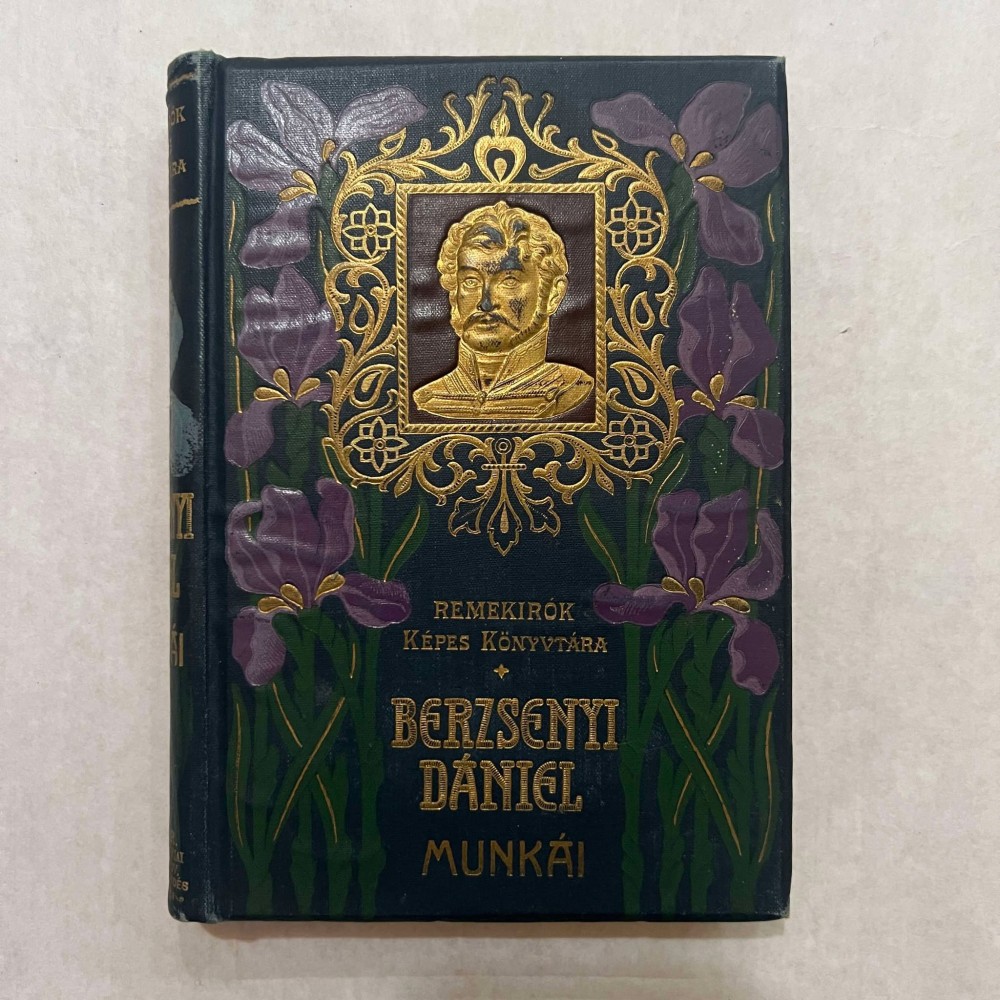 REMEKIRÓK
KÉPES KÖNYVTÁRA
BERZSENYI
DÁNIEL
MUNKÁI